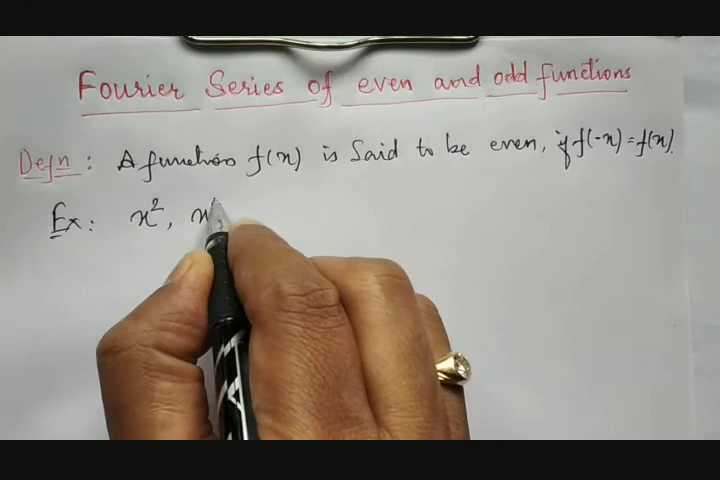 Fourier Series of even and odd functions
Defn: A function f(x) is said to be even, if f(-x)=f(x).
Ex: x², x